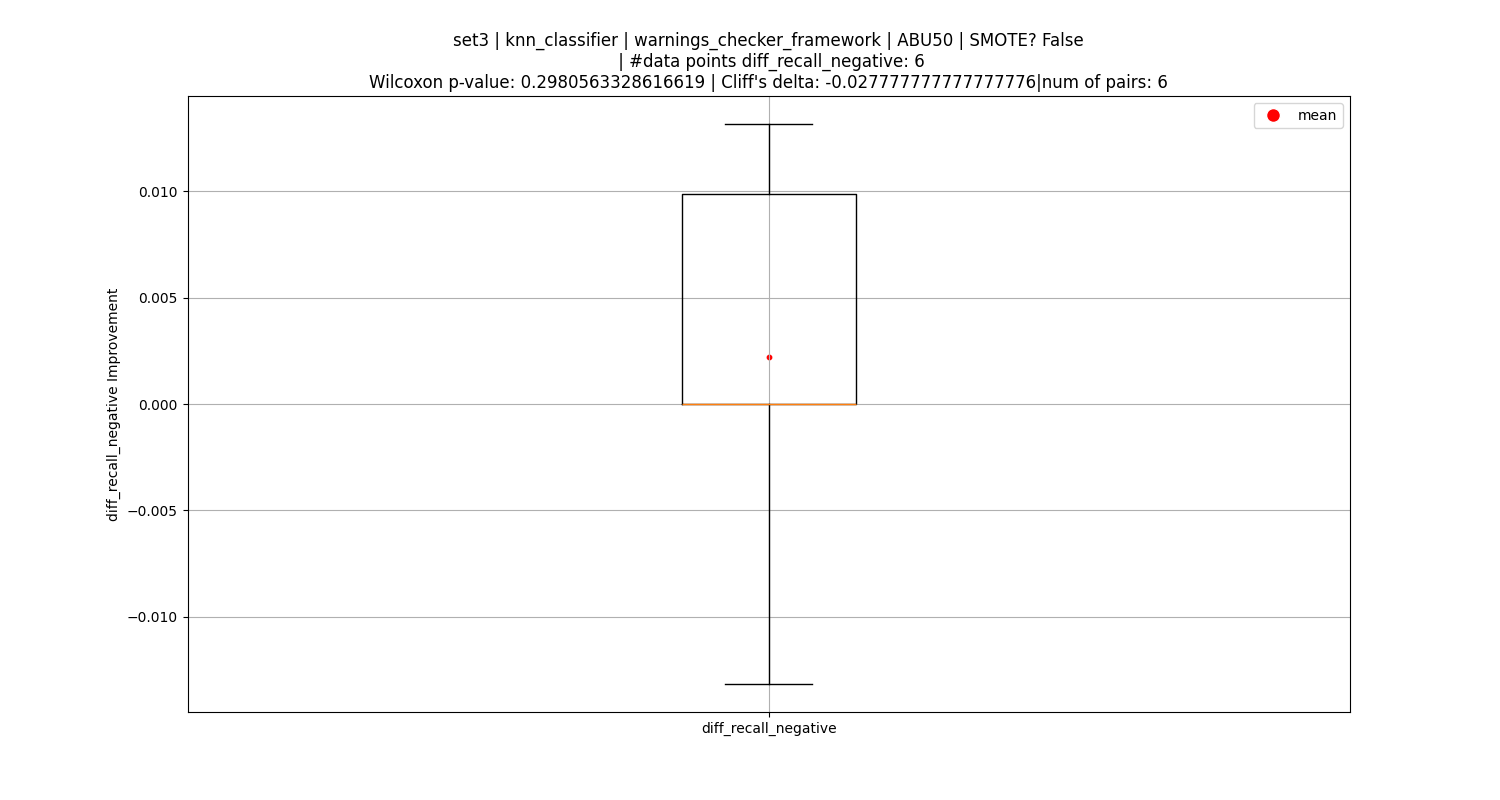 set3 | knn_classifier | warnings_checker_framework | ABU50 | SMOTE? False
| #data points diff_recall_negative: 6
Wilcoxon p-value: 0.2980563328616619 | Cliff's delta: -0.027777777777777776|num of pairs: 6
mean
0.010
0.005
0.000
−0.005
−0.010
diff_recall_negative Improvement
diff_recall_negative